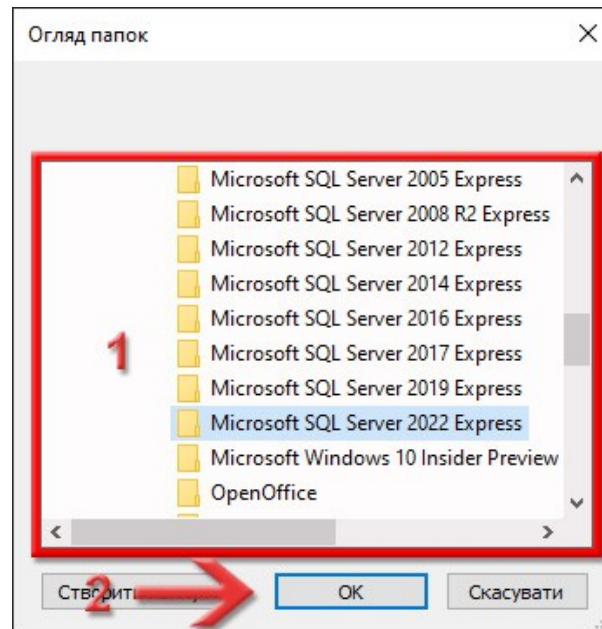 Огляд папок
Microsoft SQL Server 2005 Express
Microsoft SQL Server 2008 R2 Express
Microsoft SQL Server 2012 Express
Microsoft SQL Server 2014 Express
Microsoft SQL Server 2016 Express
1
Microsoft SQL Server 2017 Express
Microsoft SQL Server 2019 Express
Microsoft SQL Server 2022 Express
Microsoft Windows 10 Insider Preview
OpenOffice
2 OK Скасувати